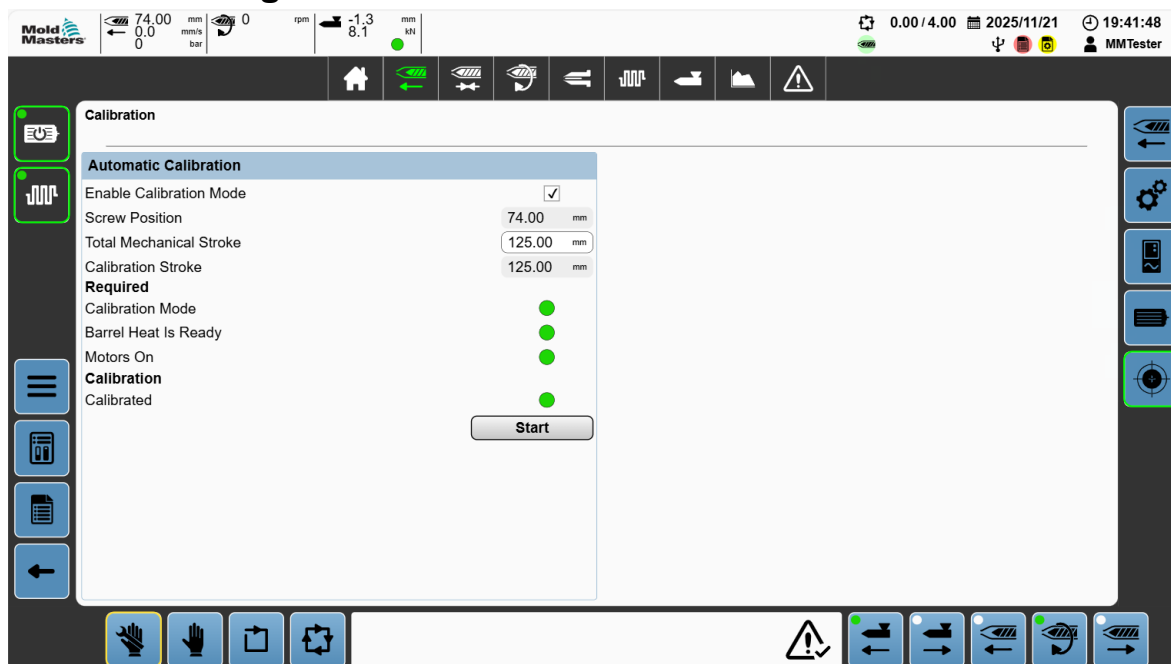 Mold
Masters
74.00 mm
0.0 mm/s
0 bar
0 rpm
-1.3 mm
8.1 kN
0.00 / 4.00
2025/11/21
19:41:48
MMTester
Calibration
Automatic Calibration
Enable Calibration Mode
Screw Position 74.00 mm
Total Mechanical Stroke 125.00 mm
Calibration Stroke 125.00 mm
Required
Calibration Mode
Barrel Heat Is Ready
Motors On
Calibration
Calibrated
Start